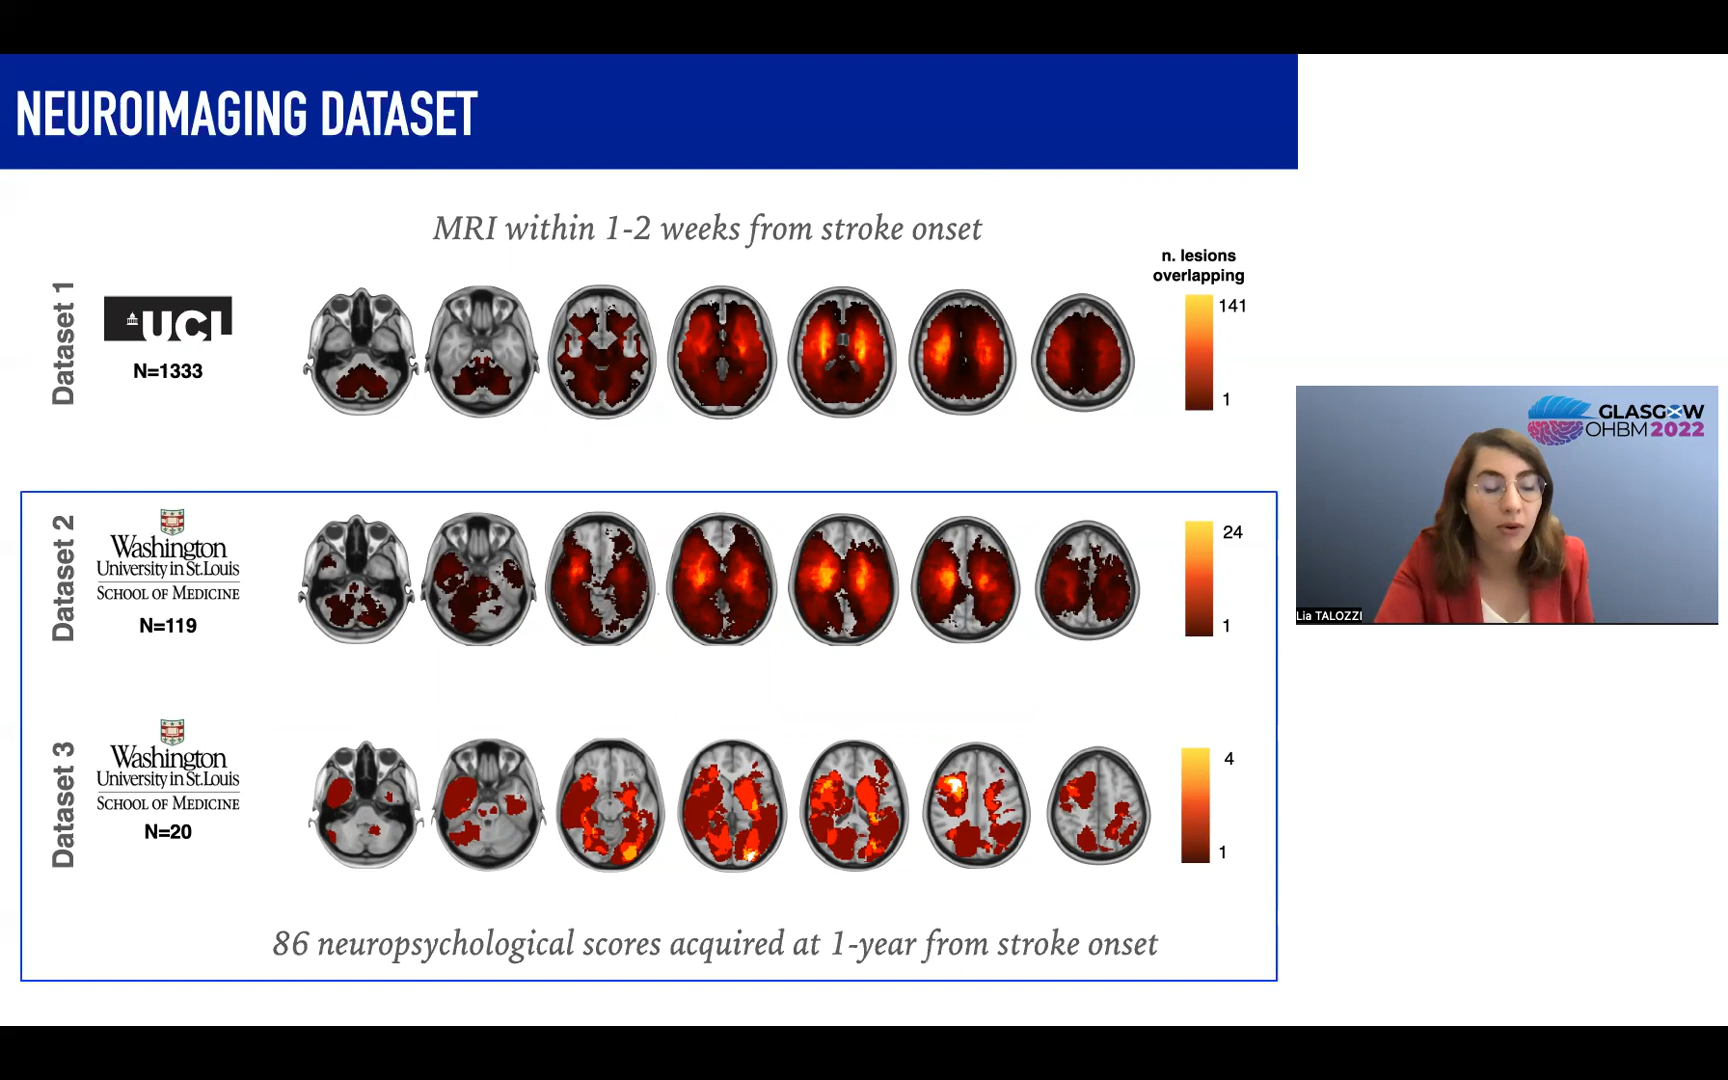 NEUROIMAGING DATASET
MRI within 1-2 weeks from stroke onset
n. lesions
overlapping
Dataset 1
UCL
N=1333
141
1
GLASGOW
OHBM 2022
Lia TALOZZI
Dataset 2
Washington
University in St. Louis
SCHOOL OF MEDICINE
N=119
24
1
Dataset 3
Washington
University in St. Louis
SCHOOL OF MEDICINE
N=20
4
1
86 neuropsychological scores acquired at 1-year from stroke onset